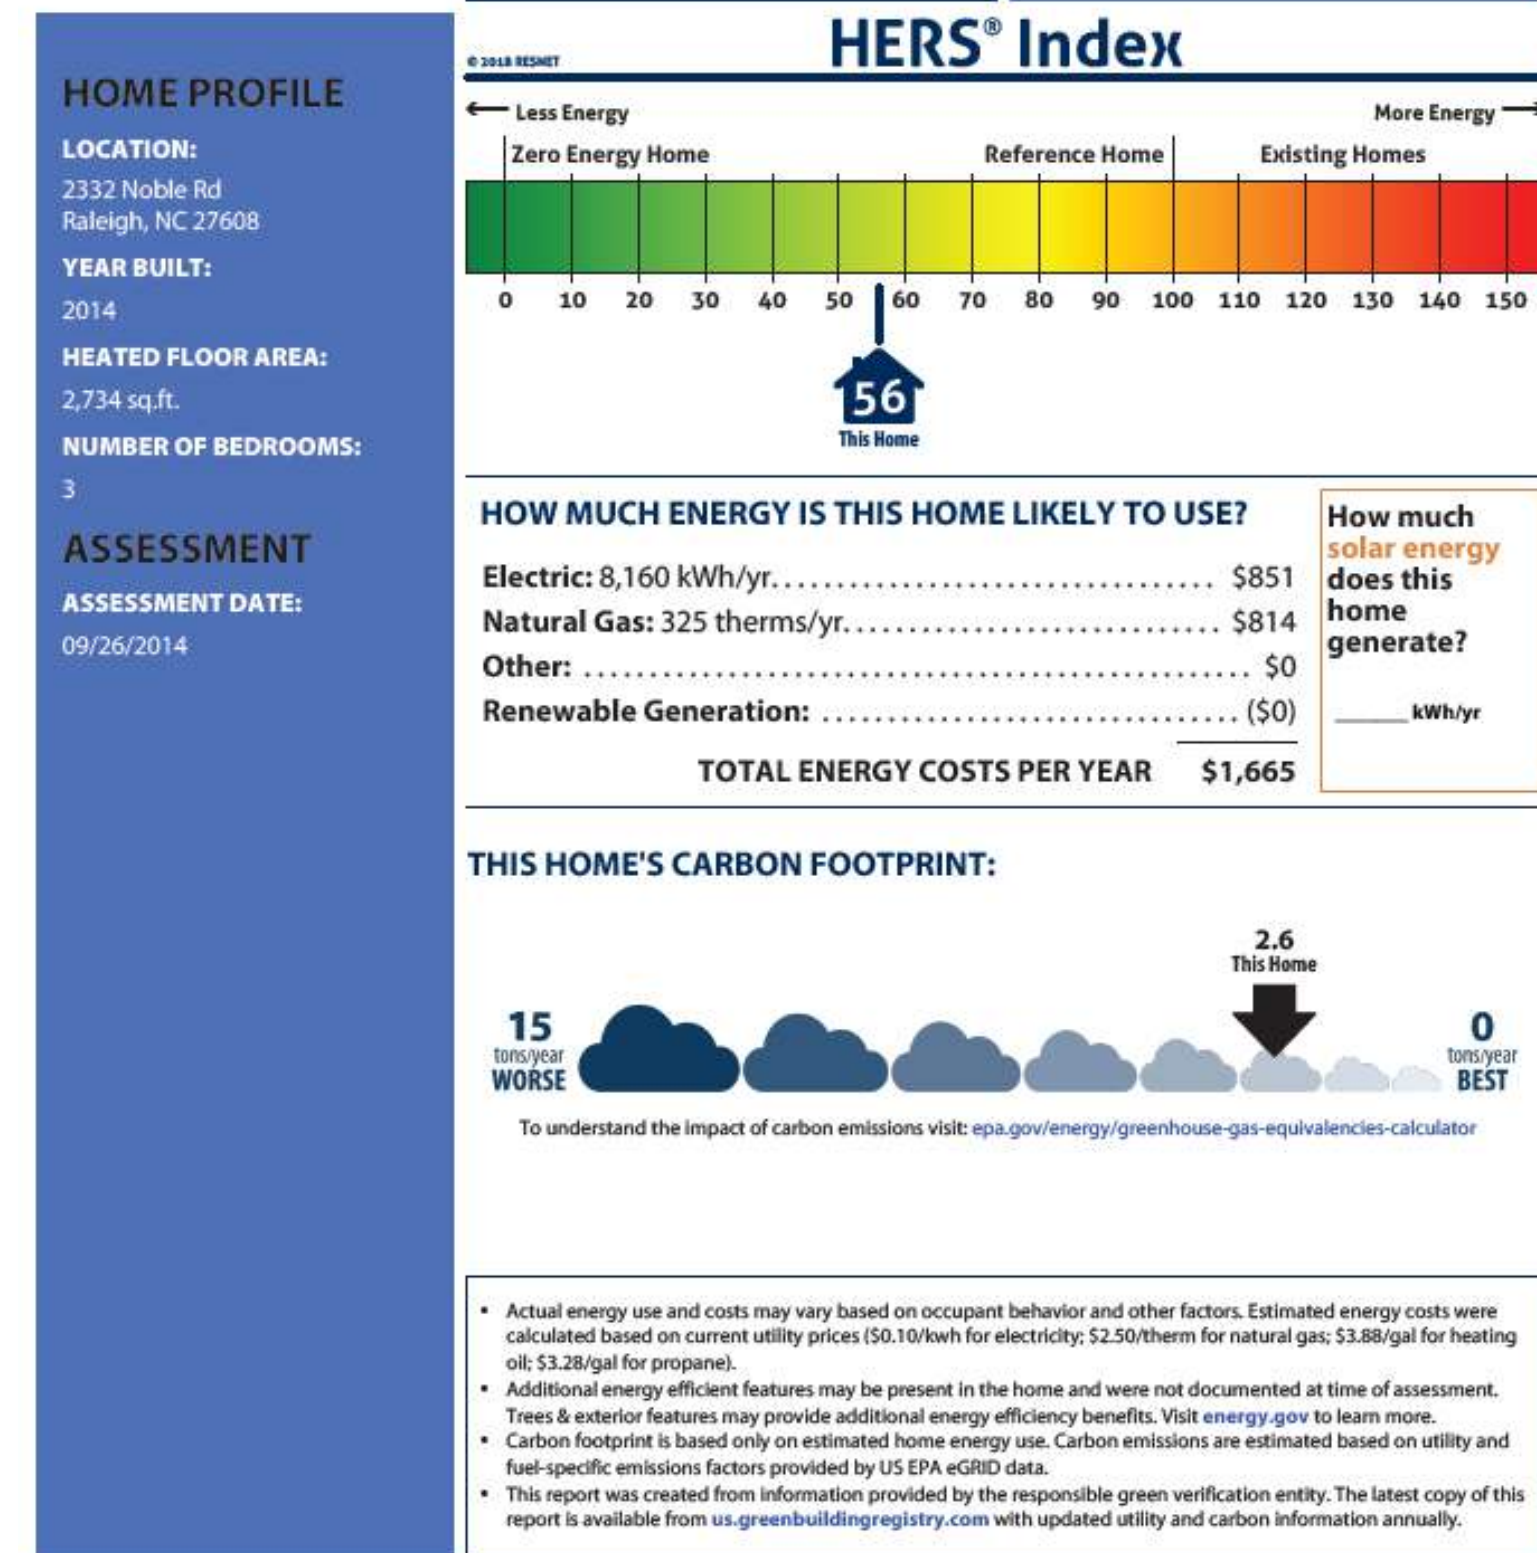 HOME PROFILE
LOCATION:
2332 Noble Rd
Raleigh, NC 27608
YEAR BUILT:
2014
HEATED FLOOR AREA:
2,734 sq.ft.
NUMBER OF BEDROOMS:
3
ASSESSMENT
ASSESSMENT DATE:
09/26/2014
HERS® Index
© 2018 RESNET
Less Energy
More Energy
Zero Energy Home
Reference Home
Existing Homes
0 10 20 30 40 50 60 70 80 90 100 110 120 130 140 150
56
This Home
HOW MUCH ENERGY IS THIS HOME LIKELY TO USE?
Electric: 8,160 kWh/yr. . . . . . . . . . . . . . . . . . . . . . . . . . . . . . . . . . $851
Natural Gas: 325 therms/yr. . . . . . . . . . . . . . . . . . . . . . . . . . . . . $814
Other: . . . . . . . . . . . . . . . . . . . . . . . . . . . . . . . . . . . . . . . . . . . . . . . . . . . $0
Renewable Generation: . . . . . . . . . . . . . . . . . . . . . . . . . . . . . . . . ($0)
TOTAL ENERGY COSTS PER YEAR $1,665
How much
solar energy
does this
home
generate?
______ kWh/yr
THIS HOME'S CARBON FOOTPRINT:
2.6
This Home
15
tons/year
WORSE
0
tons/year
BEST
To understand the impact of carbon emissions visit: epa.gov/energy/greenhouse-gas-equivalencies-calculator
• Actual energy use and costs may vary based on occupant behavior and other factors. Estimated energy costs were
calculated based on current utility prices ($0.10/kwh for electricity; $2.50/therm for natural gas; $3.88/gal for heating
oil; $3.28/gal for propane).
• Additional energy efficient features may be present in the home and were not documented at time of assessment.
Trees & exterior features may provide additional energy efficiency benefits. Visit energy.gov to learn more.
• Carbon footprint is based only on estimated home energy use. Carbon emissions are estimated based on utility and
fuel-specific emissions factors provided by US EPA eGRID data.
• This report was created from information provided by the responsible green verification entity. The latest copy of this
report is available from us.greenbuildingregistry.com with updated utility and carbon information annually.